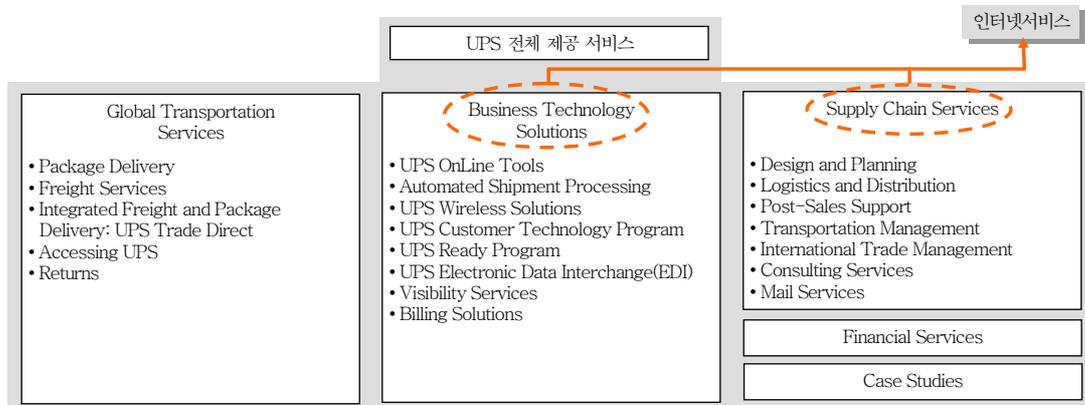 인터넷서비스
UPS 전체 제공 서비스
Global Transportation
Services
• Package Delivery
• Freight Services
• Integrated Freight and Package
Delivery: UPS Trade Direct
• Accessing UPS
• Returns
Business Technology
Solutions
• UPS OnLine Tools
• Automated Shipment Processing
• UPS Wireless Solutions
• UPS Customer Technology Program
• UPS Ready Program
• UPS Electronic Data Interchange(EDI)
• Visibility Services
• Billing Solutions
Supply Chain Services
• Design and Planning
• Logistics and Distribution
• Post-Sales Support
• Transportation Management
• International Trade Management
• Consulting Services
• Mail Services
Financial Services
Case Studies